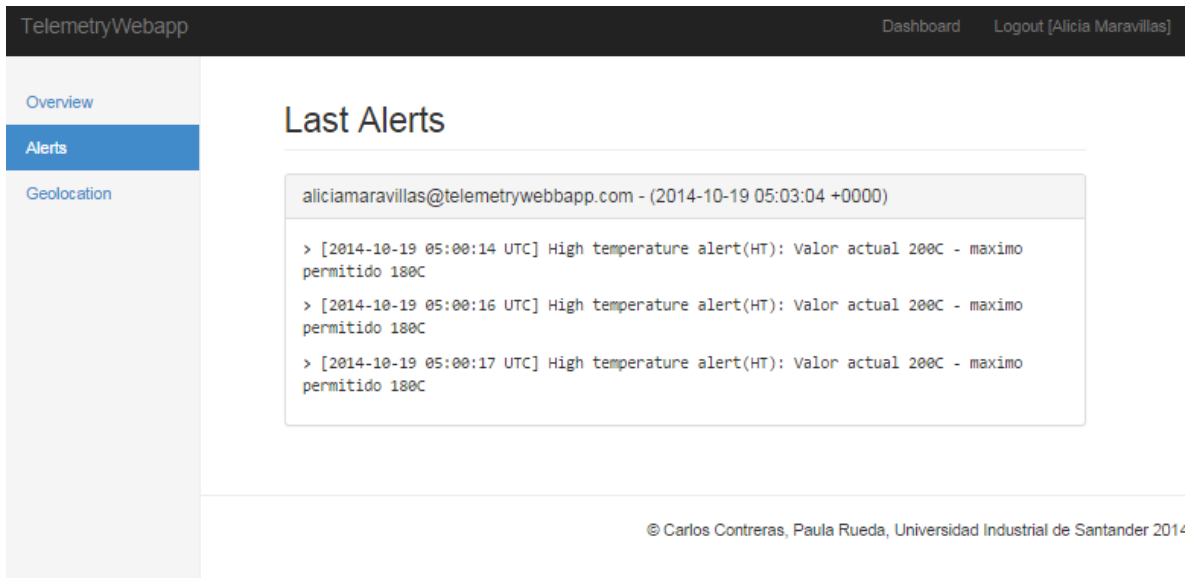 TelemetryWebapp
Dashboard
Logout [Alicia Maravillas]
Overview
Alerts
Geolocation
Last Alerts
aliciamaravillas@telemetrywebbapp.com - (2014-10-19 05:03:04 +0000)
> [2014-10-19 05:00:14 UTC] High temperature alert(HT): Valor actual 200C - maximo
permitido 180C
> [2014-10-19 05:00:16 UTC] High temperature alert(HT): Valor actual 200C - maximo
permitido 180C
> [2014-10-19 05:00:17 UTC] High temperature alert(HT): Valor actual 200C - maximo
permitido 180C
© Carlos Contreras, Paula Rueda, Universidad Industrial de Santander 2014